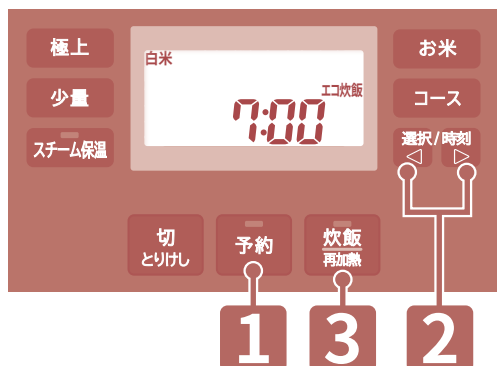 極上
少量
スチーム保温
白米
エコ炊飯
7:00
お米
コース
選択/時刻
◁ ▷
切
とりけし
予約
炊飯
再加熱
1
3
2